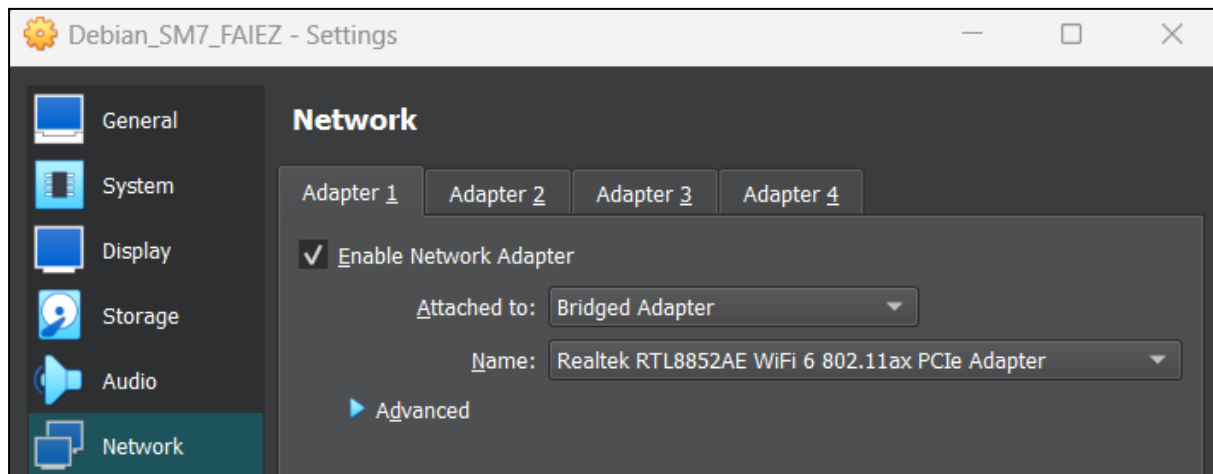 Debian_SM7_FAIEZ - Settings
General
System
Display
Storage
Audio
Network
Network
Adapter 1 Adapter 2 Adapter 3 Adapter 4
Enable Network Adapter
Attached to: Bridged Adapter
Name: Realtek RTL8852AE WiFi 6 802.11ax PCIe Adapter
Advanced